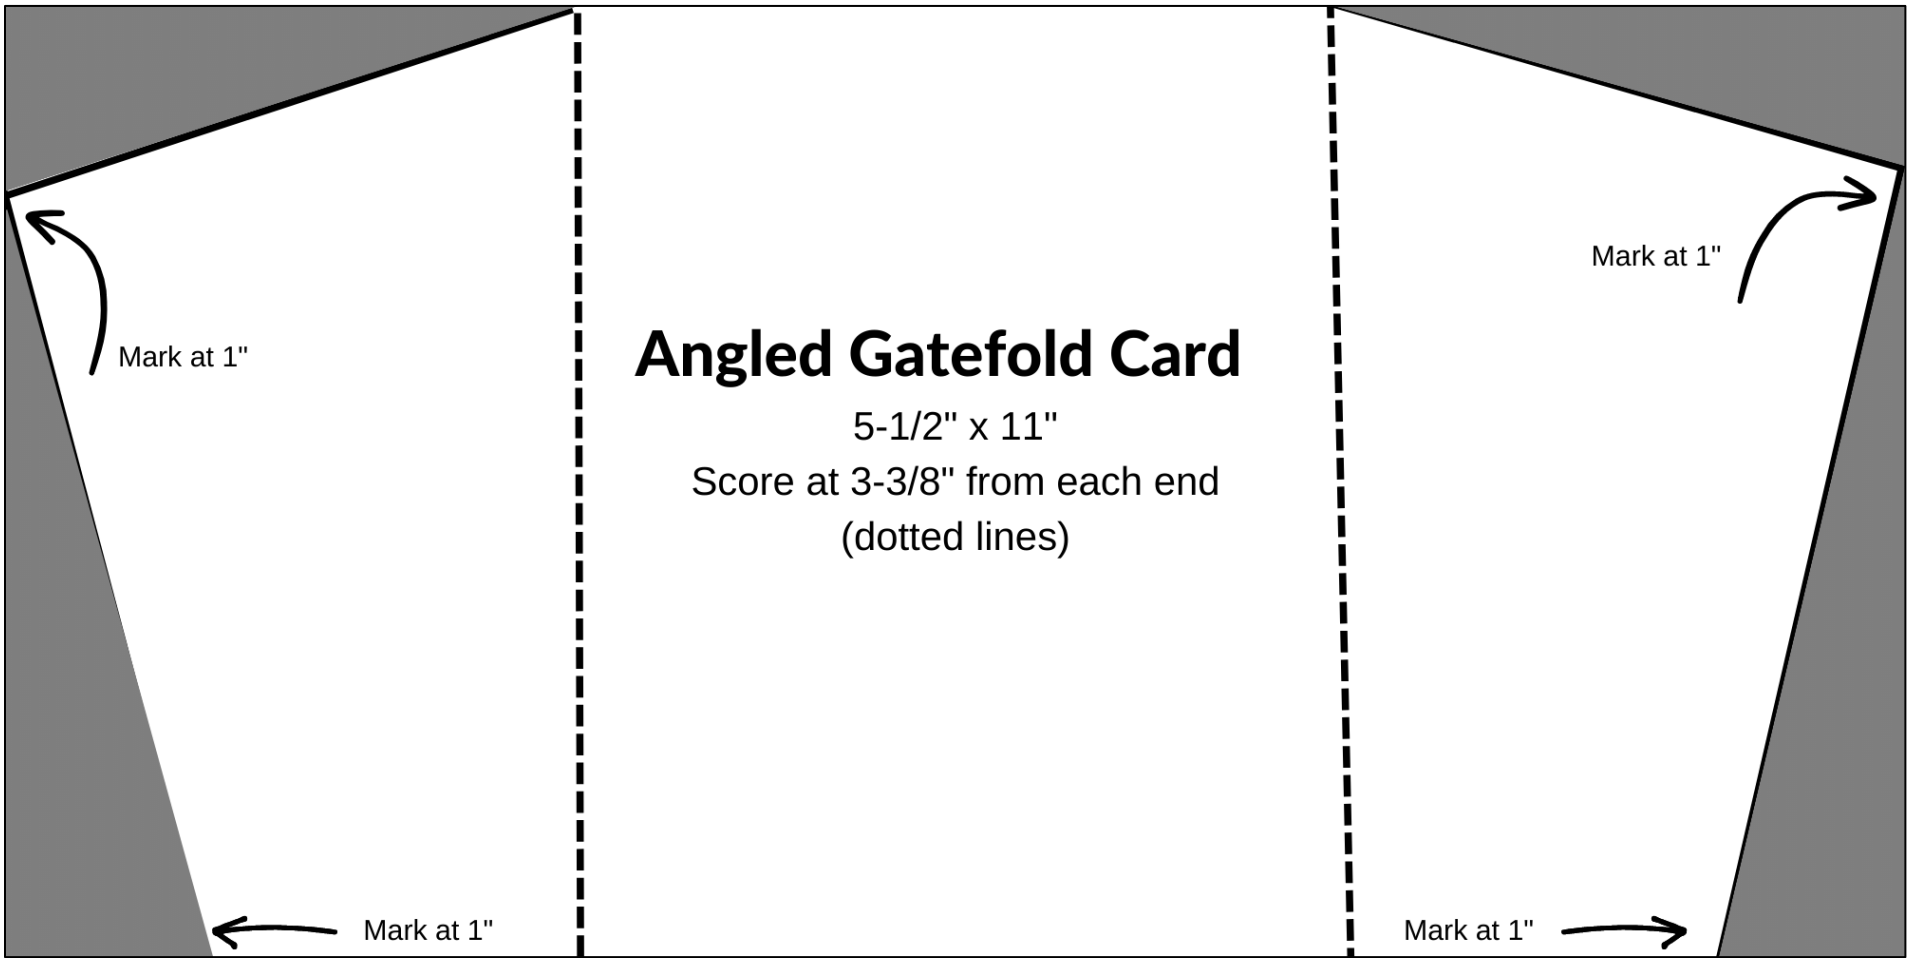 Mark at 1"
Mark at 1"
Angled Gatefold Card
5-1/2" x 11"
Score at 3-3/8" from each end
(dotted lines)
Mark at 1"
Mark at 1"